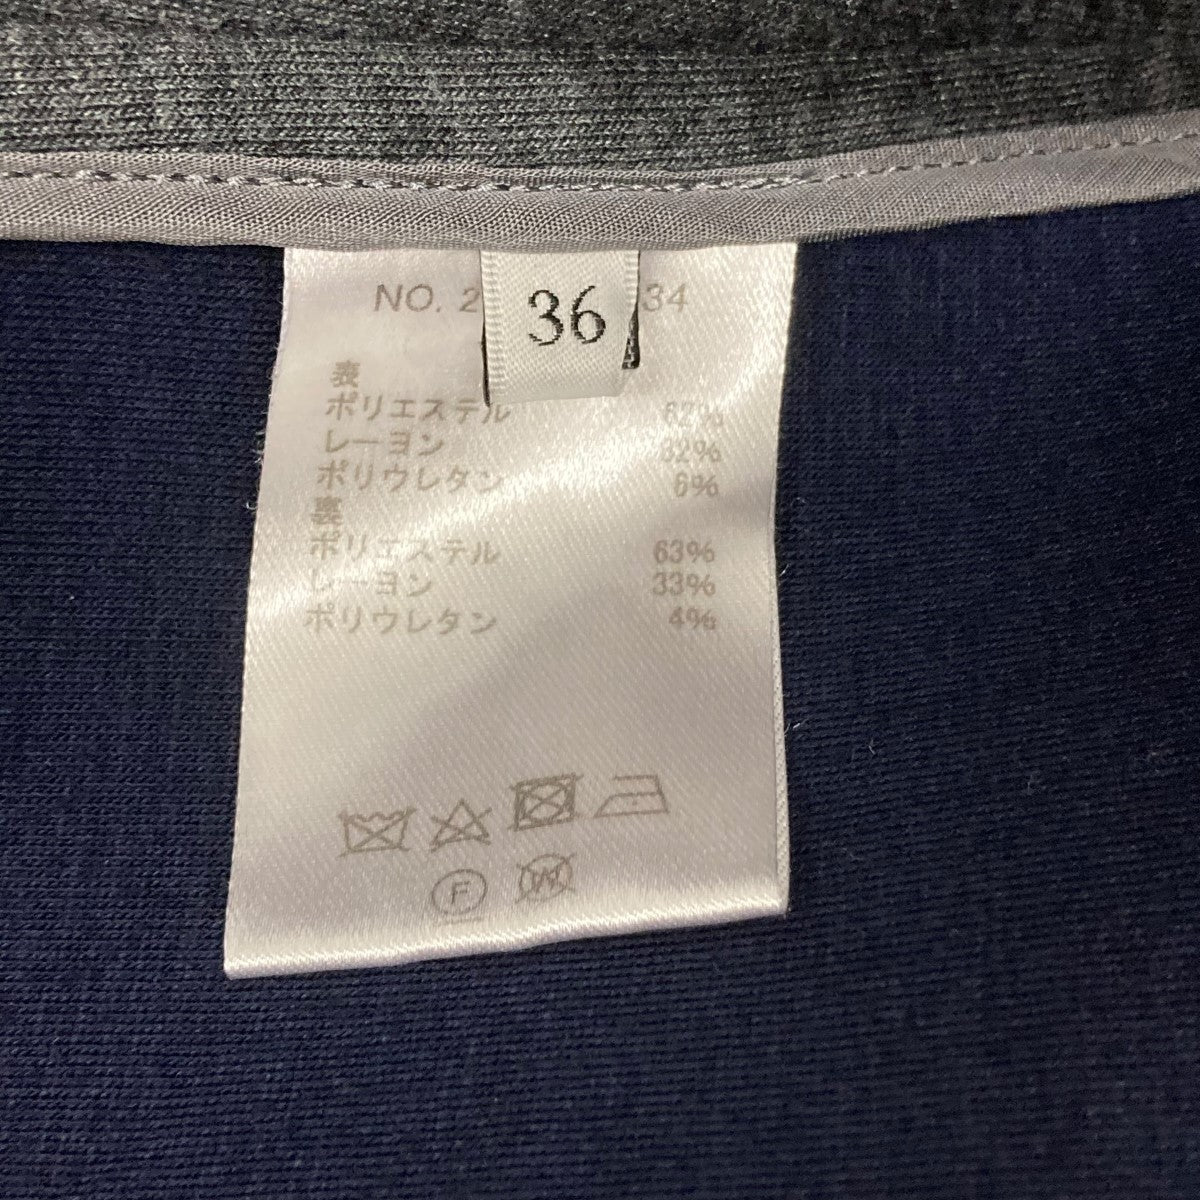 NO. 2 34
36
表
ポリエステル 62%
レーヨン 32%
ポリウレタン 6%
裏
ポリエステル 63%
レーヨン 33%
ポリウレタン 4%
F W